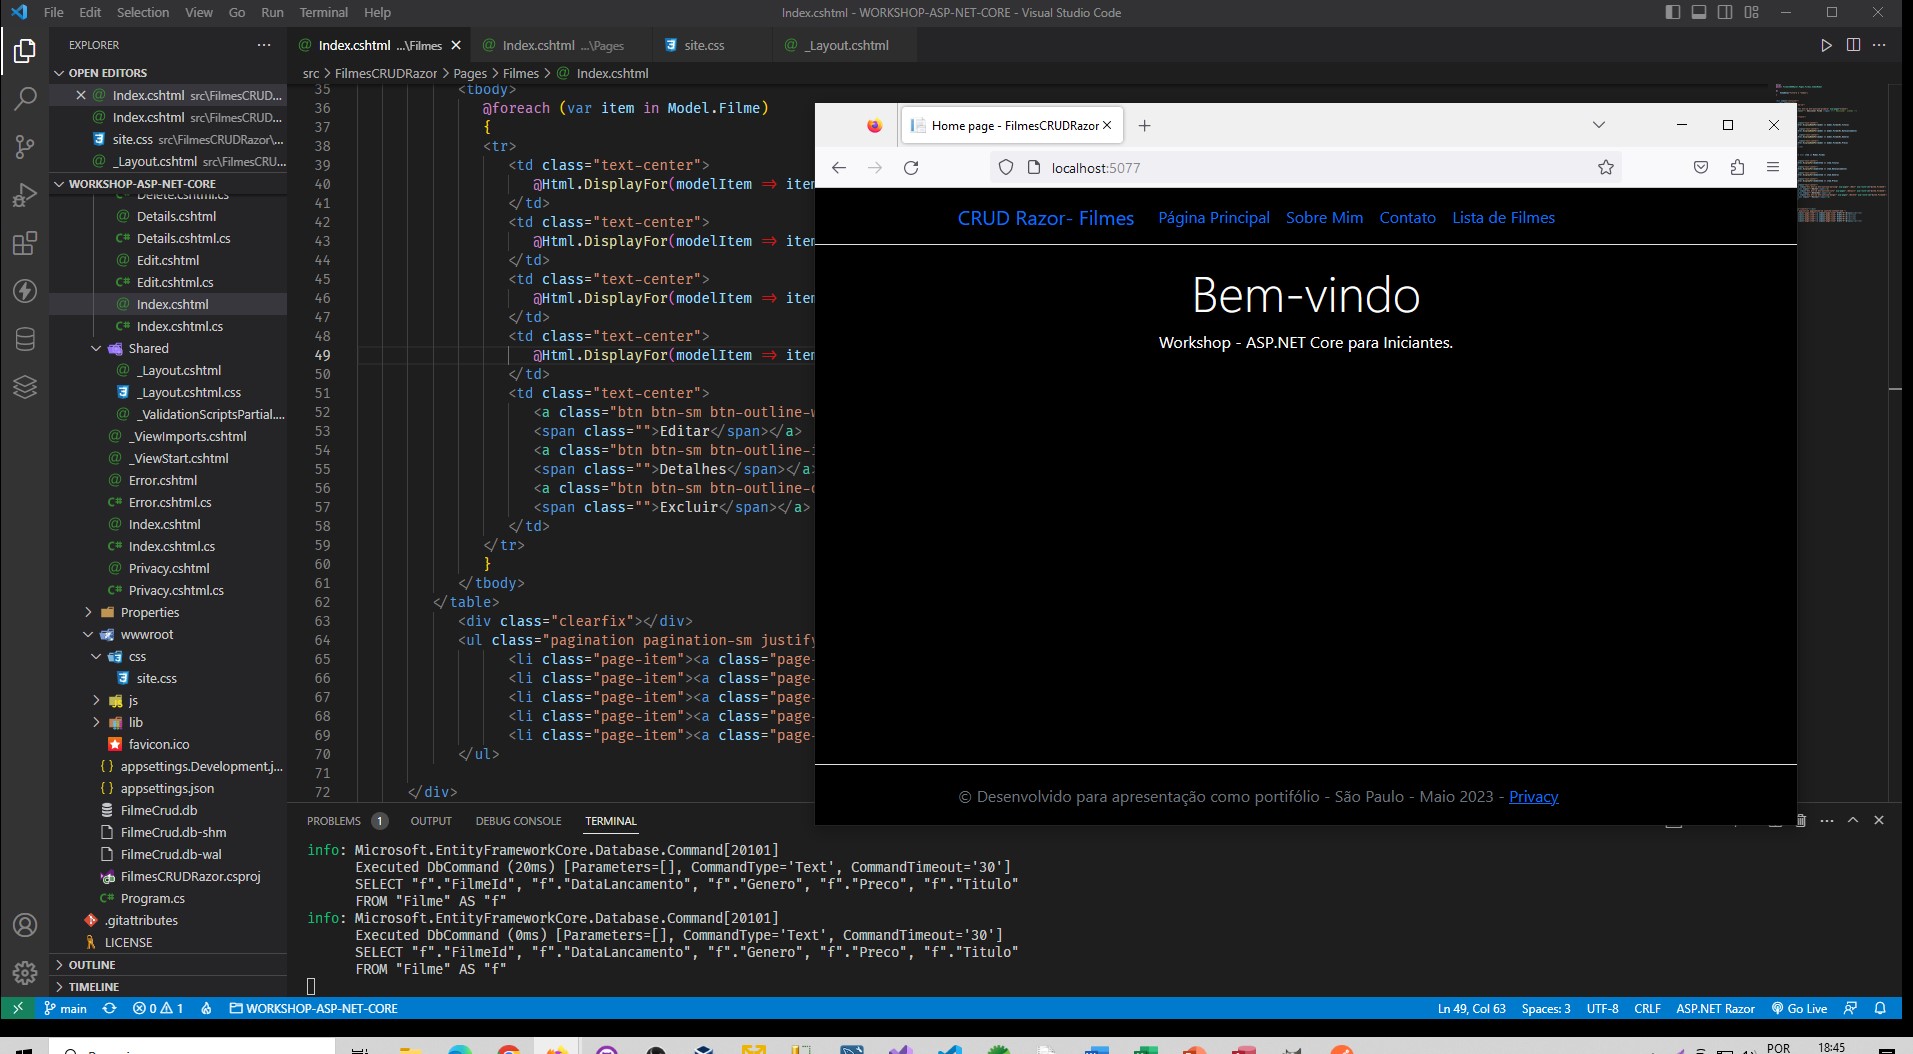 File Edit Selection View Go Run Terminal Help
Index.cshtml - WORKSHOP-ASP-NET-CORE - Visual Studio Code
EXPLORER
OPEN EDITORS
Index.cshtml src\FilmesCRUD...
Index.cshtml src\FilmesCRUD...
site.css src\FilmesCRUDRazor\...
_Layout.cshtml src\FilmesCRU...
WORKSHOP-ASP-NET-CORE
Delete.cshtml.cs
Details.cshtml
Details.cshtml.cs
Edit.cshtml
Edit.cshtml.cs
Index.cshtml
Index.cshtml.cs
Shared
_Layout.cshtml
_Layout.cshtml.css
_ValidationScriptsPartial....
_ViewImports.cshtml
_ViewStart.cshtml
Error.cshtml
Error.cshtml.cs
Index.cshtml
Index.cshtml.cs
Privacy.cshtml
Privacy.cshtml.cs
Properties
wwwroot
css
site.css
js
lib
favicon.ico
appsettings.Development.j...
appsettings.json
FilmeCrud.db
FilmeCrud.db-shm
FilmeCrud.db-wal
FilmesCRUDRazor.csproj
Program.cs
.gitattributes
LICENSE
OUTLINE
TIMELINE
Index.cshtml ...\Filmes Index.cshtml ...\Pages site.css _Layout.cshtml
src > FilmesCRUDRazor > Pages > Filmes > Index.cshtml
35 <tbody>
36 @foreach (var item in Model.Filme)
37 {
38 <tr>
39 <td class="text-center">
40 @Html.DisplayFor(modelItem => item
41 </td>
42 <td class="text-center">
43 @Html.DisplayFor(modelItem => item
44 </td>
45 <td class="text-center">
46 @Html.DisplayFor(modelItem => item
47 </td>
48 <td class="text-center">
49 @Html.DisplayFor(modelItem => item
50 </td>
51 <td class="text-center">
52 <a class="btn btn-sm btn-outline-w
53 <span class="">Editar</span></a>
54 <a class="btn btn-sm btn-outline-i
55 <span class="">Detalhes</span></a>
56 <a class="btn btn-sm btn-outline-d
57 <span class="">Excluir</span></a>
58 </td>
59 </tr>
60 }
61 </tbody>
62 </table>
63 <div class="clearfix"></div>
64 <ul class="pagination pagination-sm justify
65 <li class="page-item"><a class="page-
66 <li class="page-item"><a class="page-
67 <li class="page-item"><a class="page-
68 <li class="page-item"><a class="page-
69 <li class="page-item"><a class="page-
70 </ul>
71
72 </div>
Home page - FilmesCRUDRazor
localhost:5077
CRUD Razor- Filmes Página Principal Sobre Mim Contato Lista de Filmes
Bem-vindo
Workshop - ASP.NET Core para Iniciantes.
© Desenvolvido para apresentação como portifólio - São Paulo - Maio 2023 - Privacy
PROBLEMS 1 OUTPUT DEBUG CONSOLE TERMINAL
info: Microsoft.EntityFrameworkCore.Database.Command[20101]
Executed DbCommand (20ms) [Parameters=[], CommandType='Text', CommandTimeout='30']
SELECT "f"."FilmeId", "f"."DataLancamento", "f"."Genero", "f"."Preco", "f"."Titulo"
FROM "Filme" AS "f"
info: Microsoft.EntityFrameworkCore.Database.Command[20101]
Executed DbCommand (0ms) [Parameters=[], CommandType='Text', CommandTimeout='30']
SELECT "f"."FilmeId", "f"."DataLancamento", "f"."Genero", "f"."Preco", "f"."Titulo"
FROM "Filme" AS "f"
main 0 1 WORKSHOP-ASP-NET-CORE
Ln 49, Col 63 Spaces: 3 UTF-8 CRLF ASP.NET Razor Go Live
POR 18:45